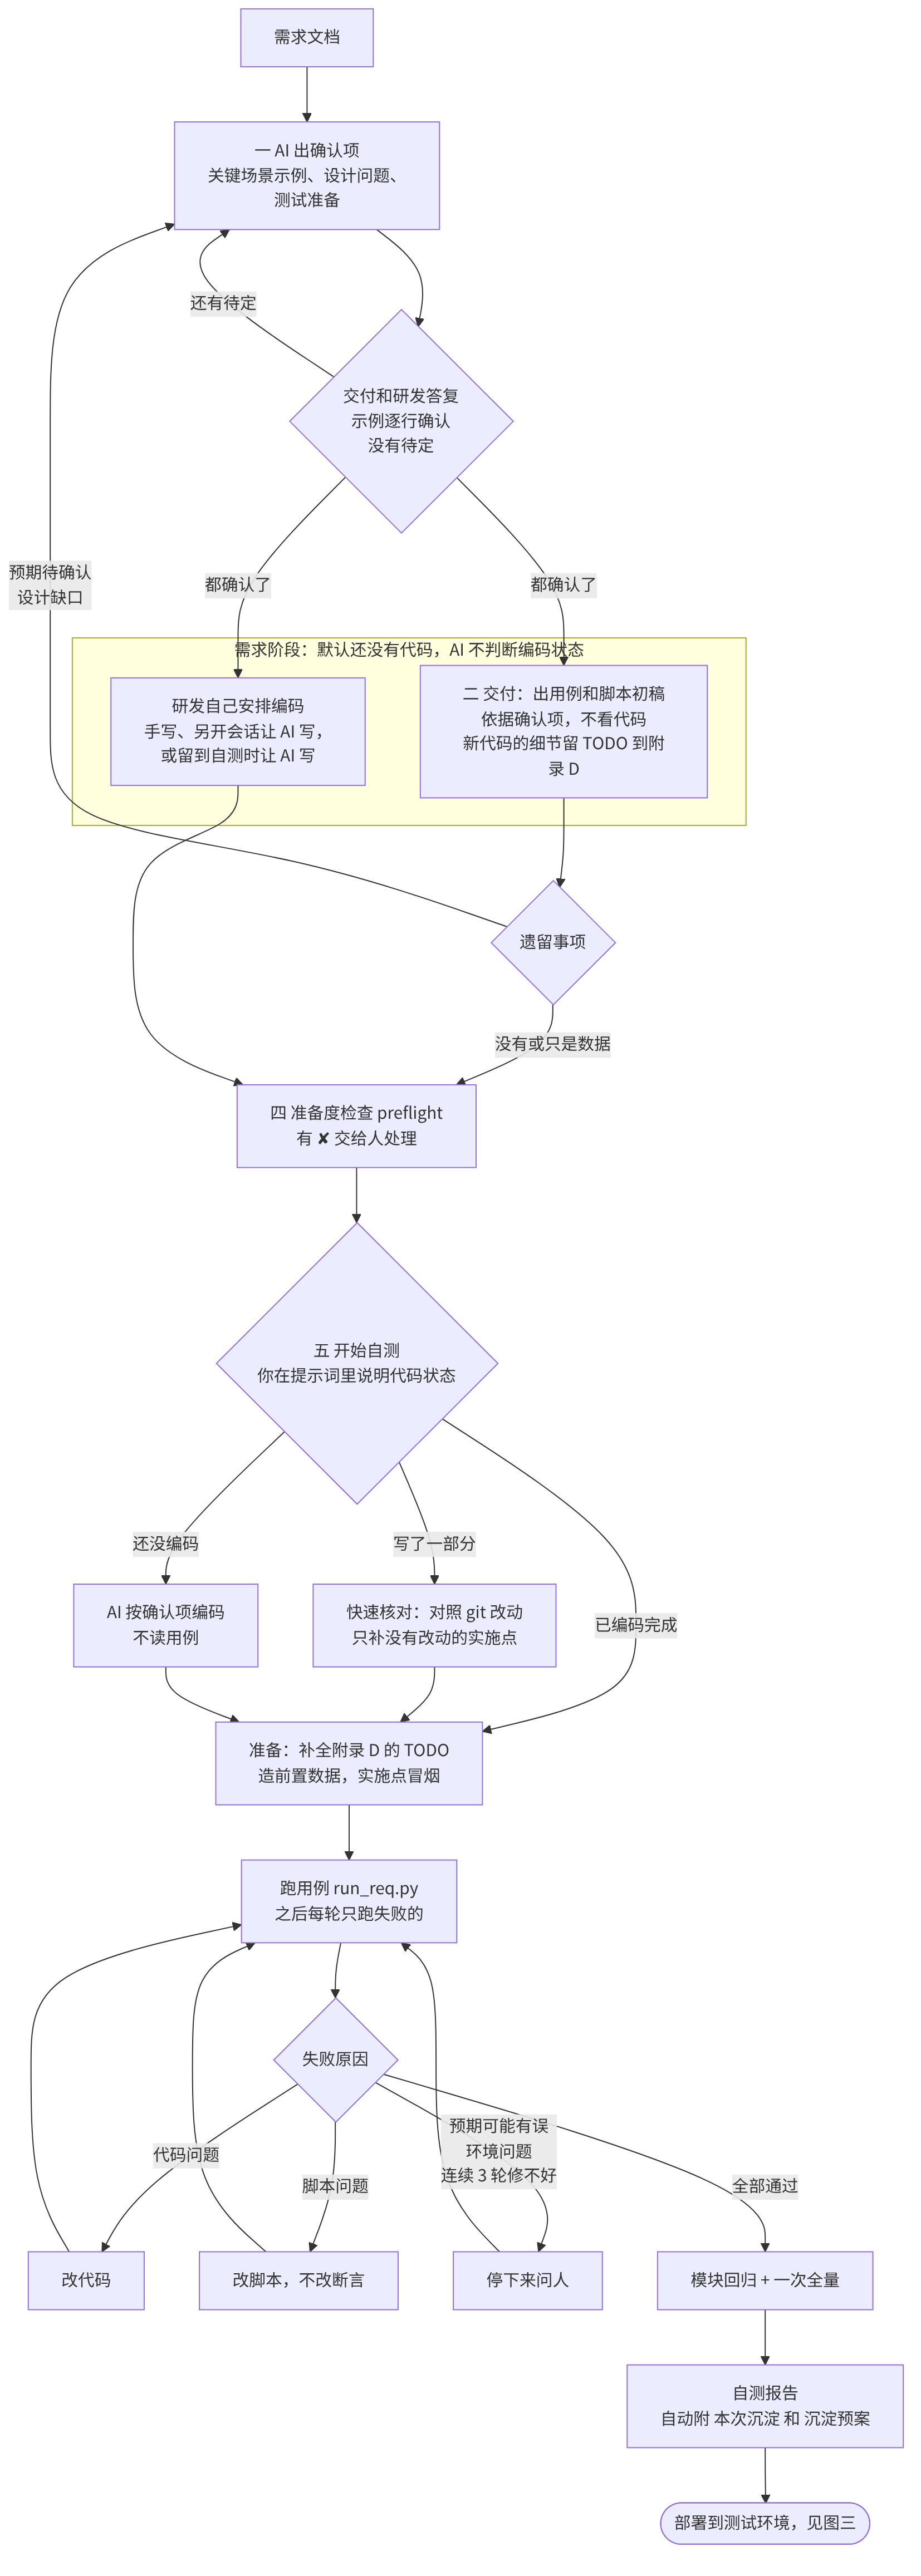 需求文档
一 AI 出确认项
关键场景示例、设计问题、
测试准备
还有待定
交付和研发答复
示例逐行确认
没有待定
预期待确认
设计缺口
都确认了
都确认了
需求阶段：默认还没有代码，AI 不判断编码状态
研发自己安排编码
手写、另开会话让 AI 写，
或留到自测时让 AI 写
二 交付：出用例和脚本初稿
依据确认项，不看代码
新代码的细节留 TODO 到附
录 D
遗留事项
没有或只是数据
四 准备度检查 preflight
有 ✘ 交给人处理
五 开始自测
你在提示词里说明代码状态
还没编码
写了一部分
已编码完成
AI 按确认项编码
不读用例
快速核对：对照 git 改动
只补没有改动的实施点
准备：补全附录 D 的 TODO
造前置数据，实施点冒烟
跑用例 run_req.py
之后每轮只跑失败的
失败原因
代码问题
脚本问题
预期可能有误
环境问题
连续 3 轮修不好
全部通过
改代码
改脚本，不改断言
停下来问人
模块回归 + 一次全量
自测报告
自动附 本次沉淀 和 沉淀预案
部署到测试环境，见图三